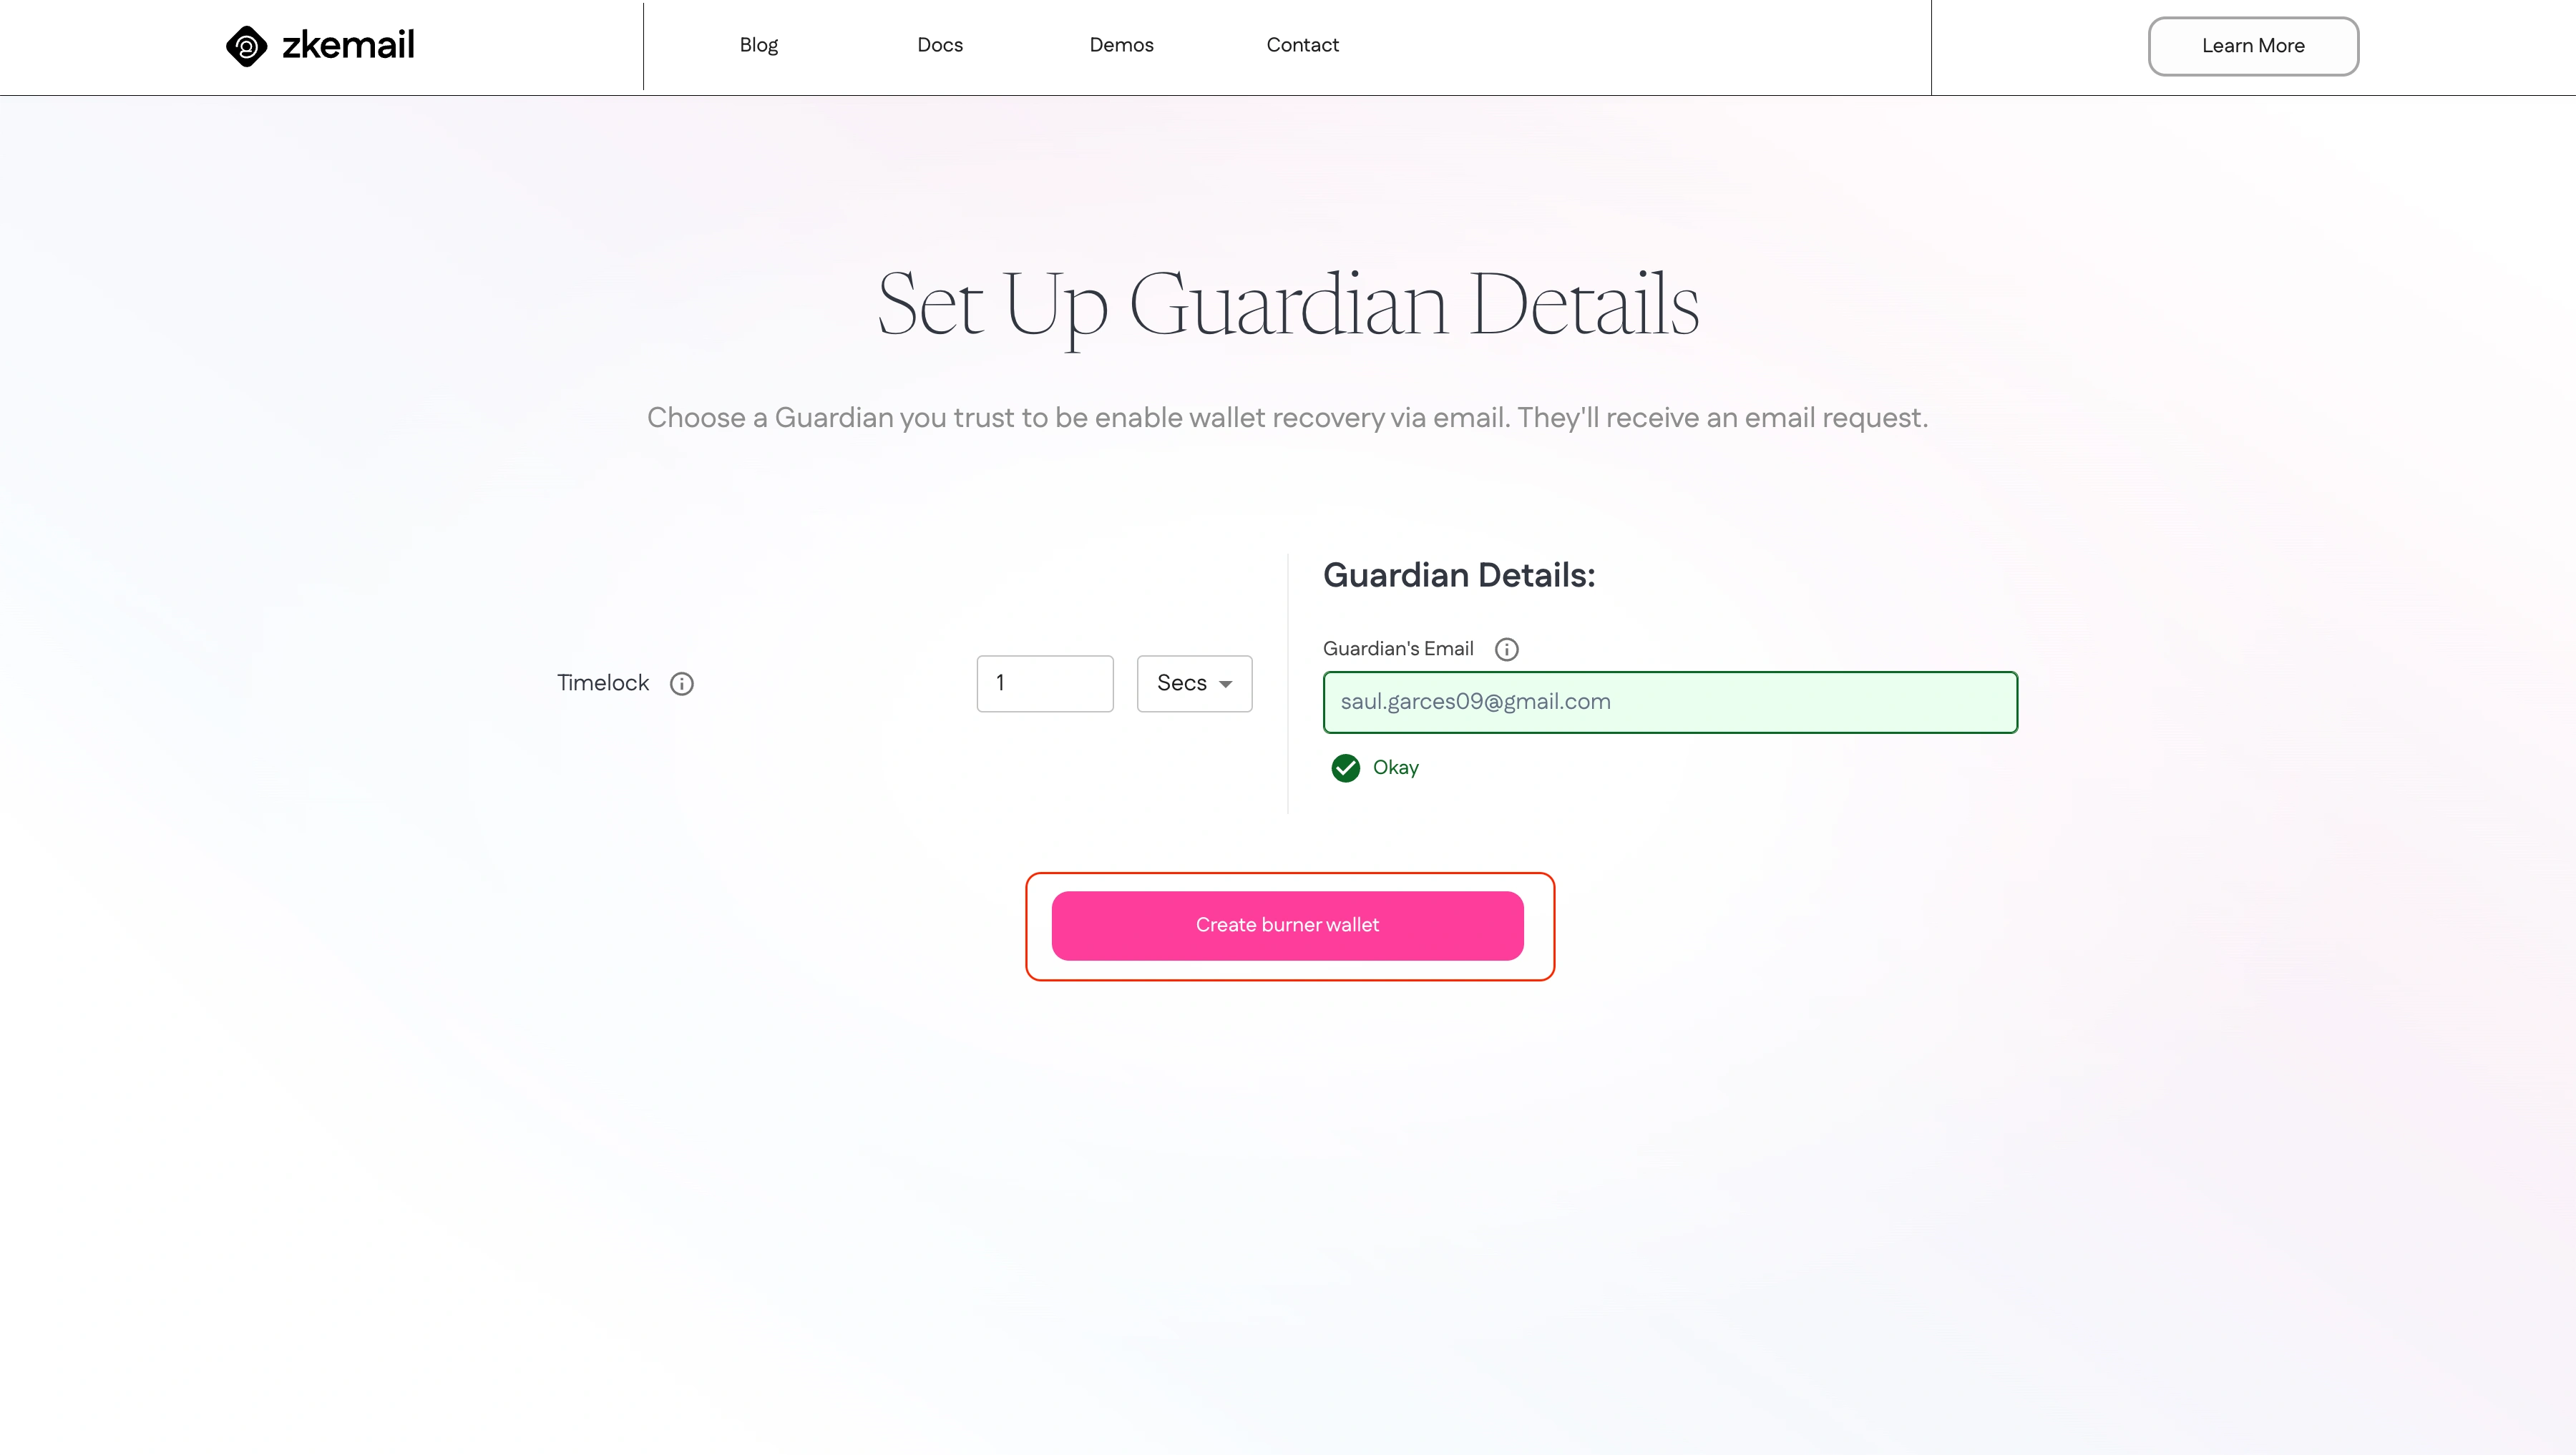 zkemail
Blog
Docs
Demos
Contact
Learn More
Set Up Guardian Details
Choose a Guardian you trust to be enable wallet recovery via email. They'll receive an email request.
Timelock
1
Secs
Guardian Details:
Guardian's Email
saul.garces09@gmail.com
Okay
Create burner wallet